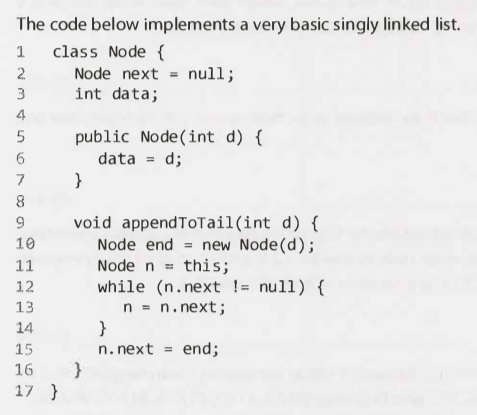 The code below implements a very basic singly linked list.
1 class Node {
2 Node next = null;
3 int data;
4
5 public Node(int d) {
6 data = d;
7 }
8
9 void appendToTail(int d) {
10 Node end = new Node(d);
11 Node n = this;
12 while (n.next != null) {
13 n = n.next;
14 }
15 n.next = end;
16 }
17 }